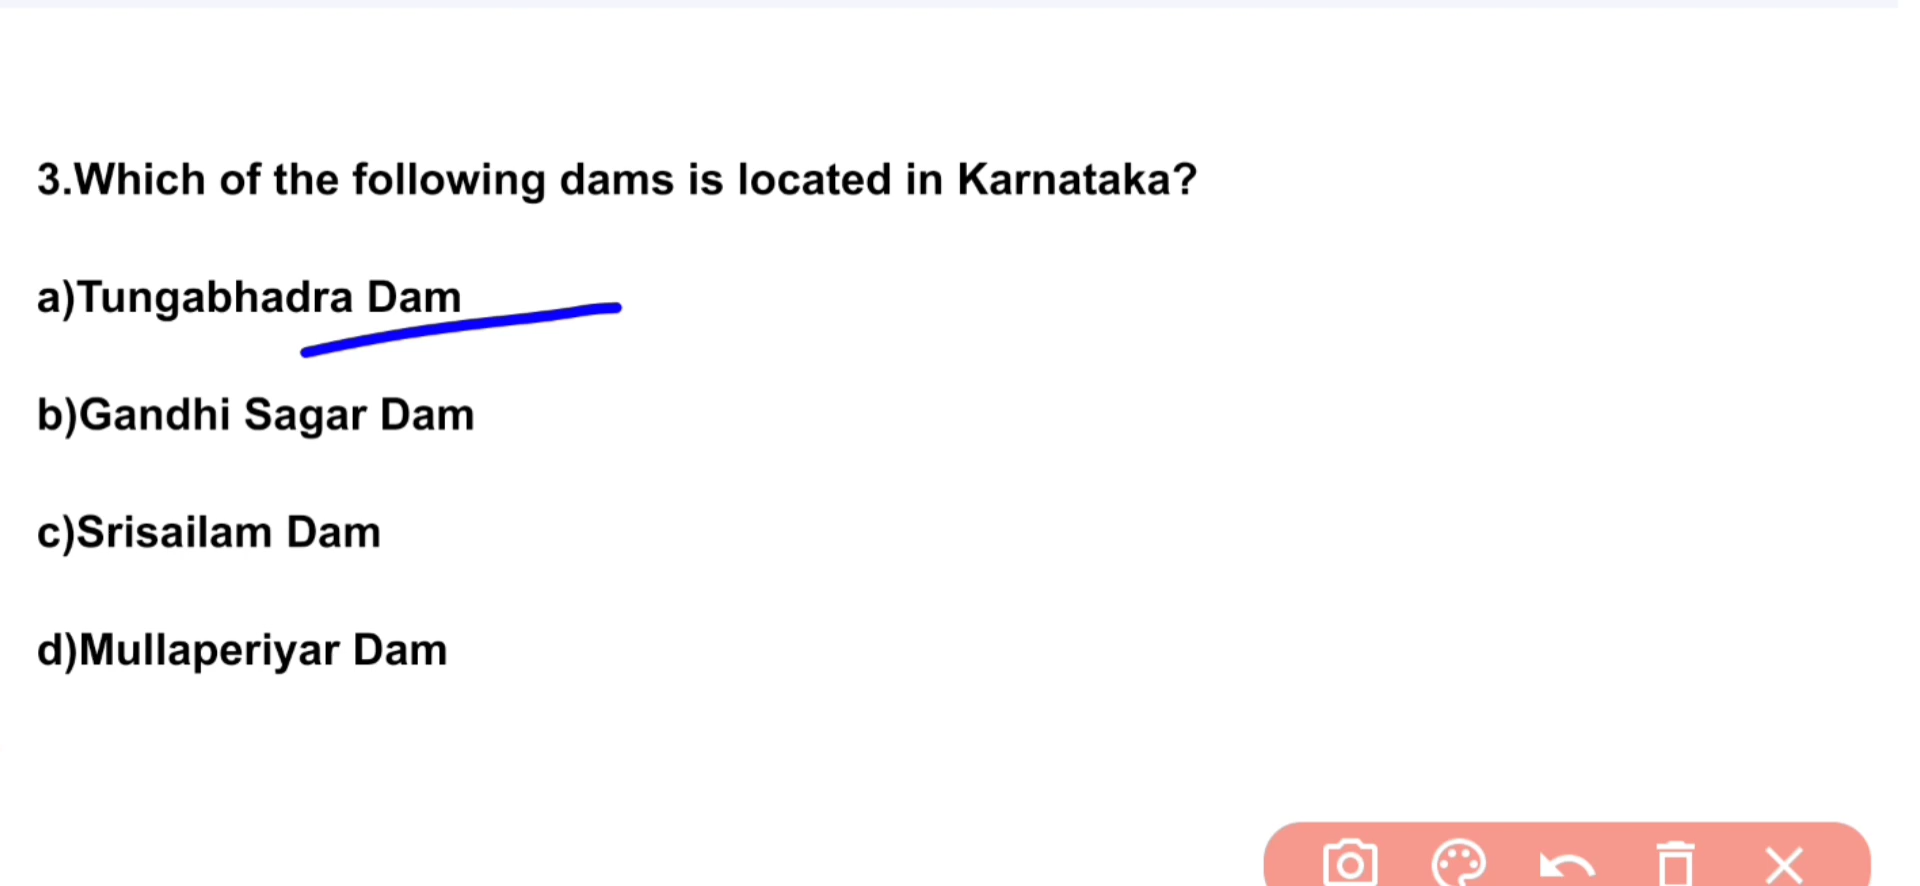 3.Which of the following dams is located in Karnataka?
a)Tungabhadra Dam
b)Gandhi Sagar Dam
c)Srisailam Dam
d)Mullaperiyar Dam